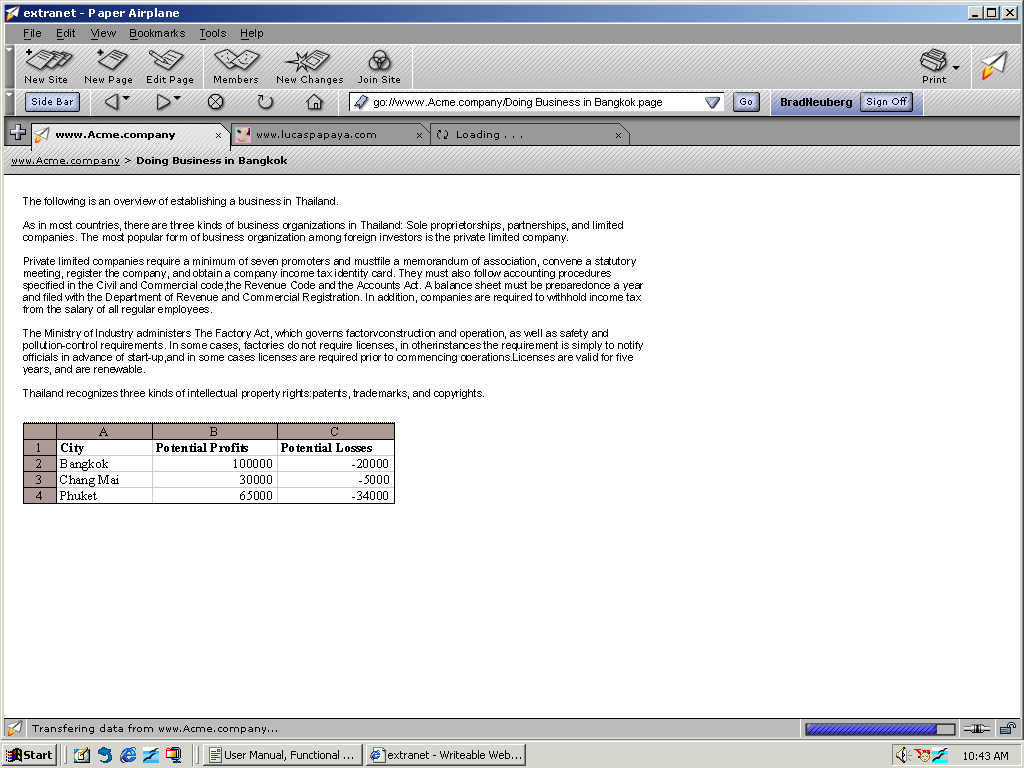 extranet - Paper Airplane
File Edit View Bookmarks Tools Help
New Site New Page Edit Page Members New Changes Join Site Print
Side Bar go://www.Acme.company/Doing Business in Bangkok.page Go BradNeuberg Sign Off
www.Acme.company x www.lucaspapaya.com x Loading . . . x
www.Acme.company > Doing Business in Bangkok
The following is an overview of establishing a business in Thailand.
As in most countries, there are three kinds of business organizations in Thailand: Sole proprietorships, partnerships, and limited
companies. The most popular form of business organization among foreign investors is the private limited company.
Private limited companies require a minimum of seven promoters and mustfile a memorandum of association, convene a statutory
meeting, register the company, and obtain a company income tax identity card. They must also follow accounting procedures
specified in the Civil and Commercial code,the Revenue Code and the Accounts Act. A balance sheet must be preparedonce a year
and filed with the Department of Revenue and Commercial Registration. In addition, companies are required to withhold income tax
from the salary of all regular employees.
The Ministry of Industry administers The Factory Act, which governs factoryconstruction and operation, as well as safety and
pollution-control requirements. In some cases, factories do not require licenses, in otherinstances the requirement is simply to notify
officials in advance of start-up,and in some cases licenses are required prior to commencing operations.Licenses are valid for five
years, and are renewable.
Thailand recognizes three kinds of intellectual property rights:patents, trademarks, and copyrights.
A B C
1 City Potential Profits Potential Losses
2 Bangkok 100000 -20000
3 Chang Mai 30000 -5000
4 Phuket 65000 -34000
Transfering data from www.Acme.company...
Start User Manual, Functional ... extranet - Writeable Web... 10:43 AM